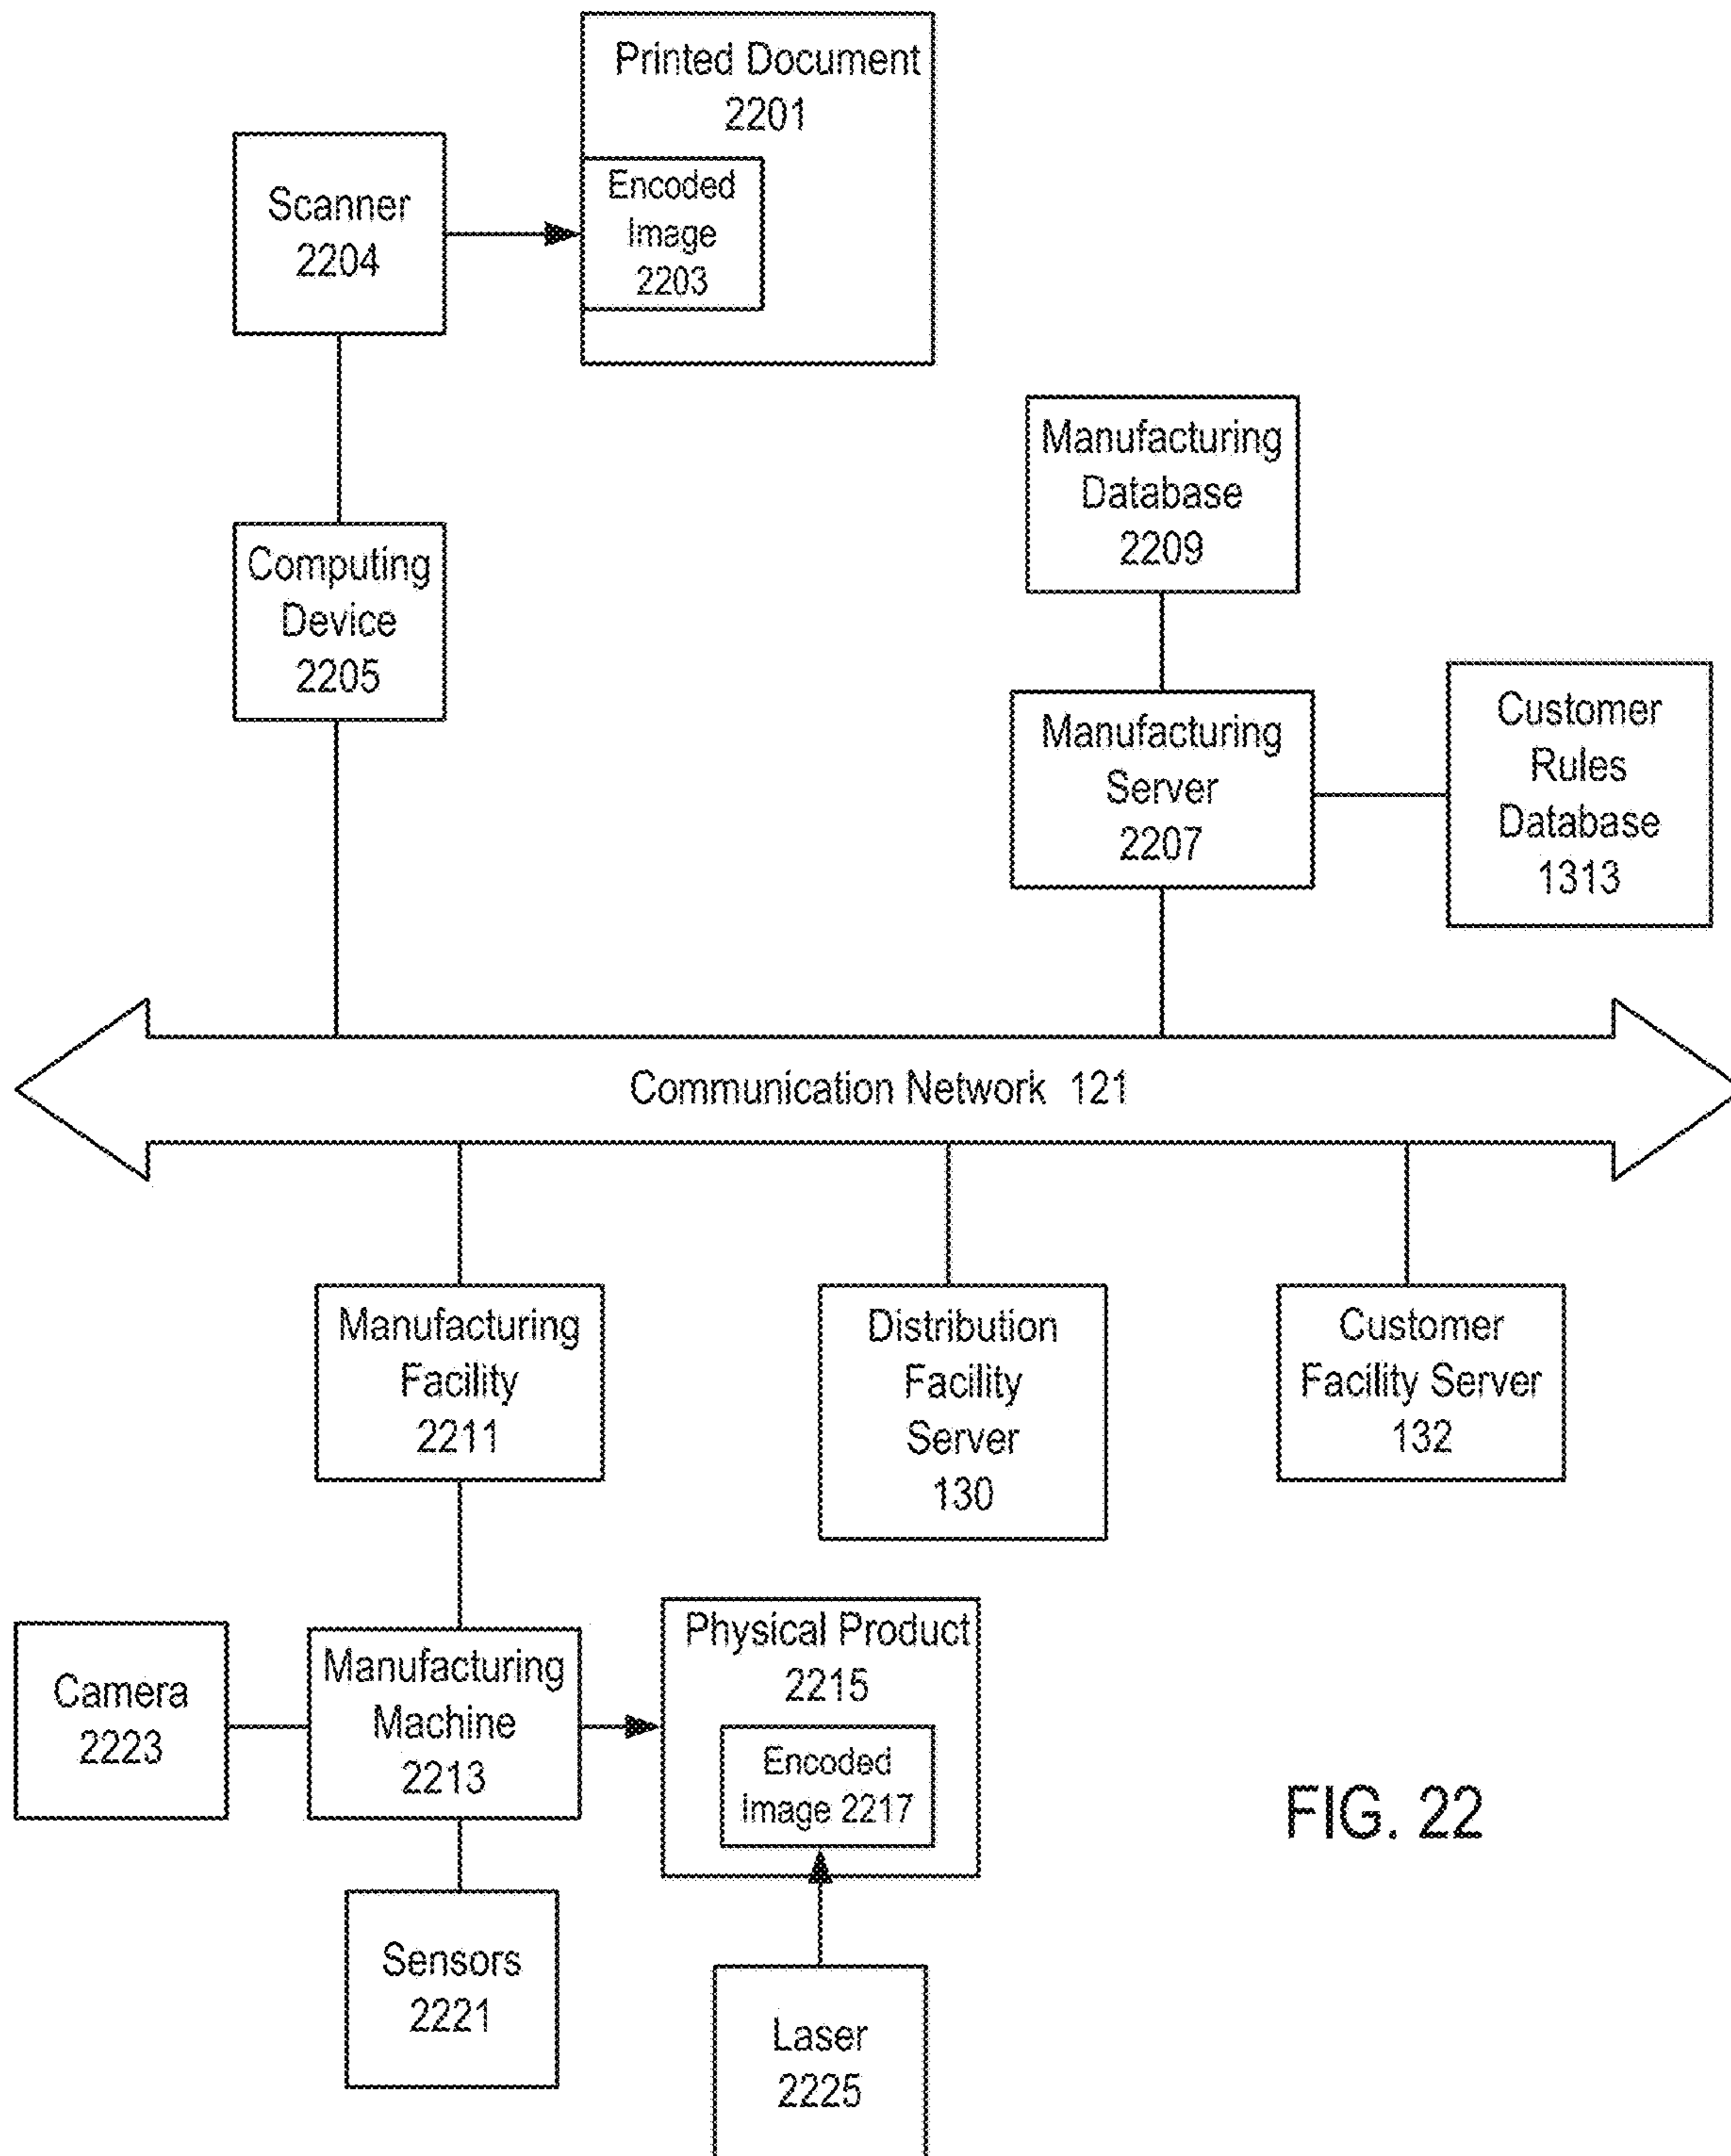 Printed Document
2201
Encoded
Image
2203
Scanner
2204
Manufacturing
Database
2209
Computing
Device
2205
Manufacturing
Server
2207
Customer
Rules
Database
1313
Communication Network 121
Manufacturing
Facility
2211
Distribution
Facility
Server
130
Customer
Facility Server
132
Camera
2223
Manufacturing
Machine
2213
Physical Product
2215
Encoded
Image 2217
Sensors
2221
Laser
2225
FIG. 22